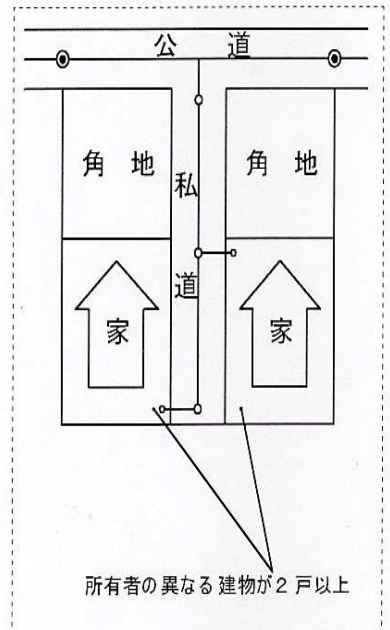 公道
角地
私道
角地
家
家
所有者の異なる建物が2戸以上